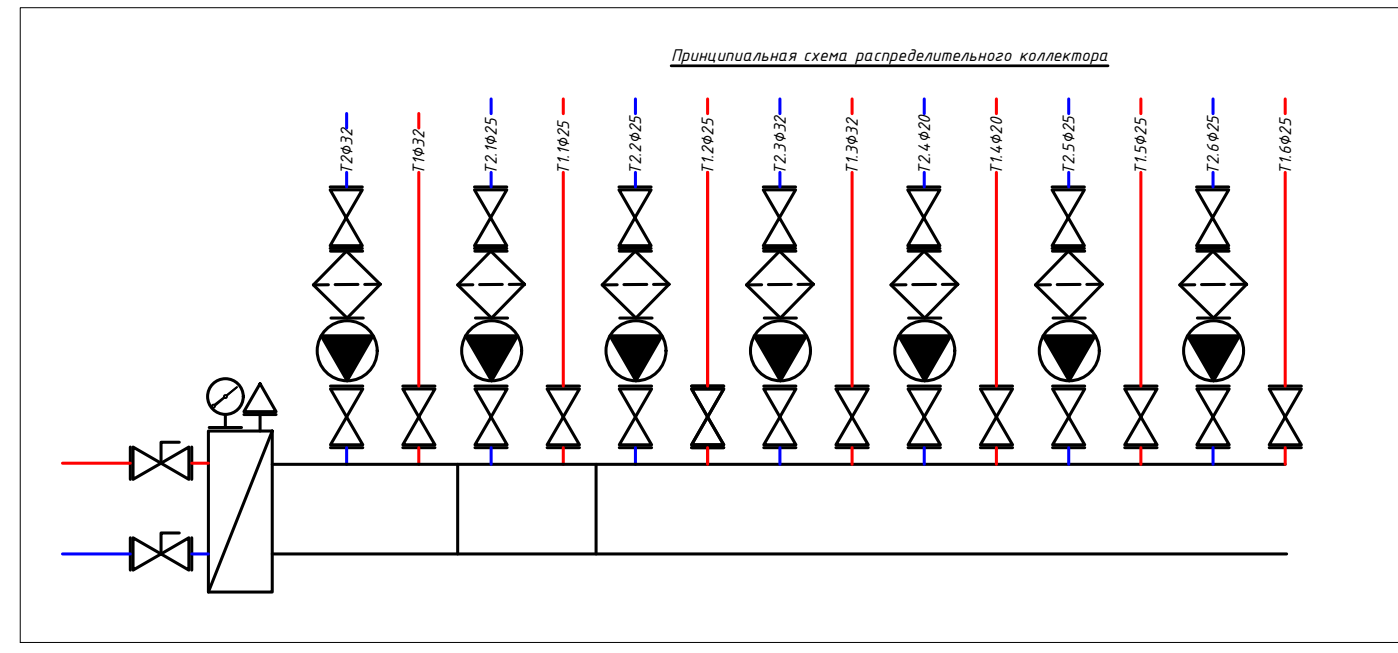 Принципиальная схема распределительного коллектора
Т2Ф32
Т1Ф32
Т2.1Ф25
Т1.1Ф25
Т2.2Ф25
Т1.2Ф25
Т2.3Ф32
Т1.3Ф32
Т2.4Ф20
Т1.4Ф20
Т2.5Ф25
Т1.5Ф25
Т2.6Ф25
Т1.6Ф25